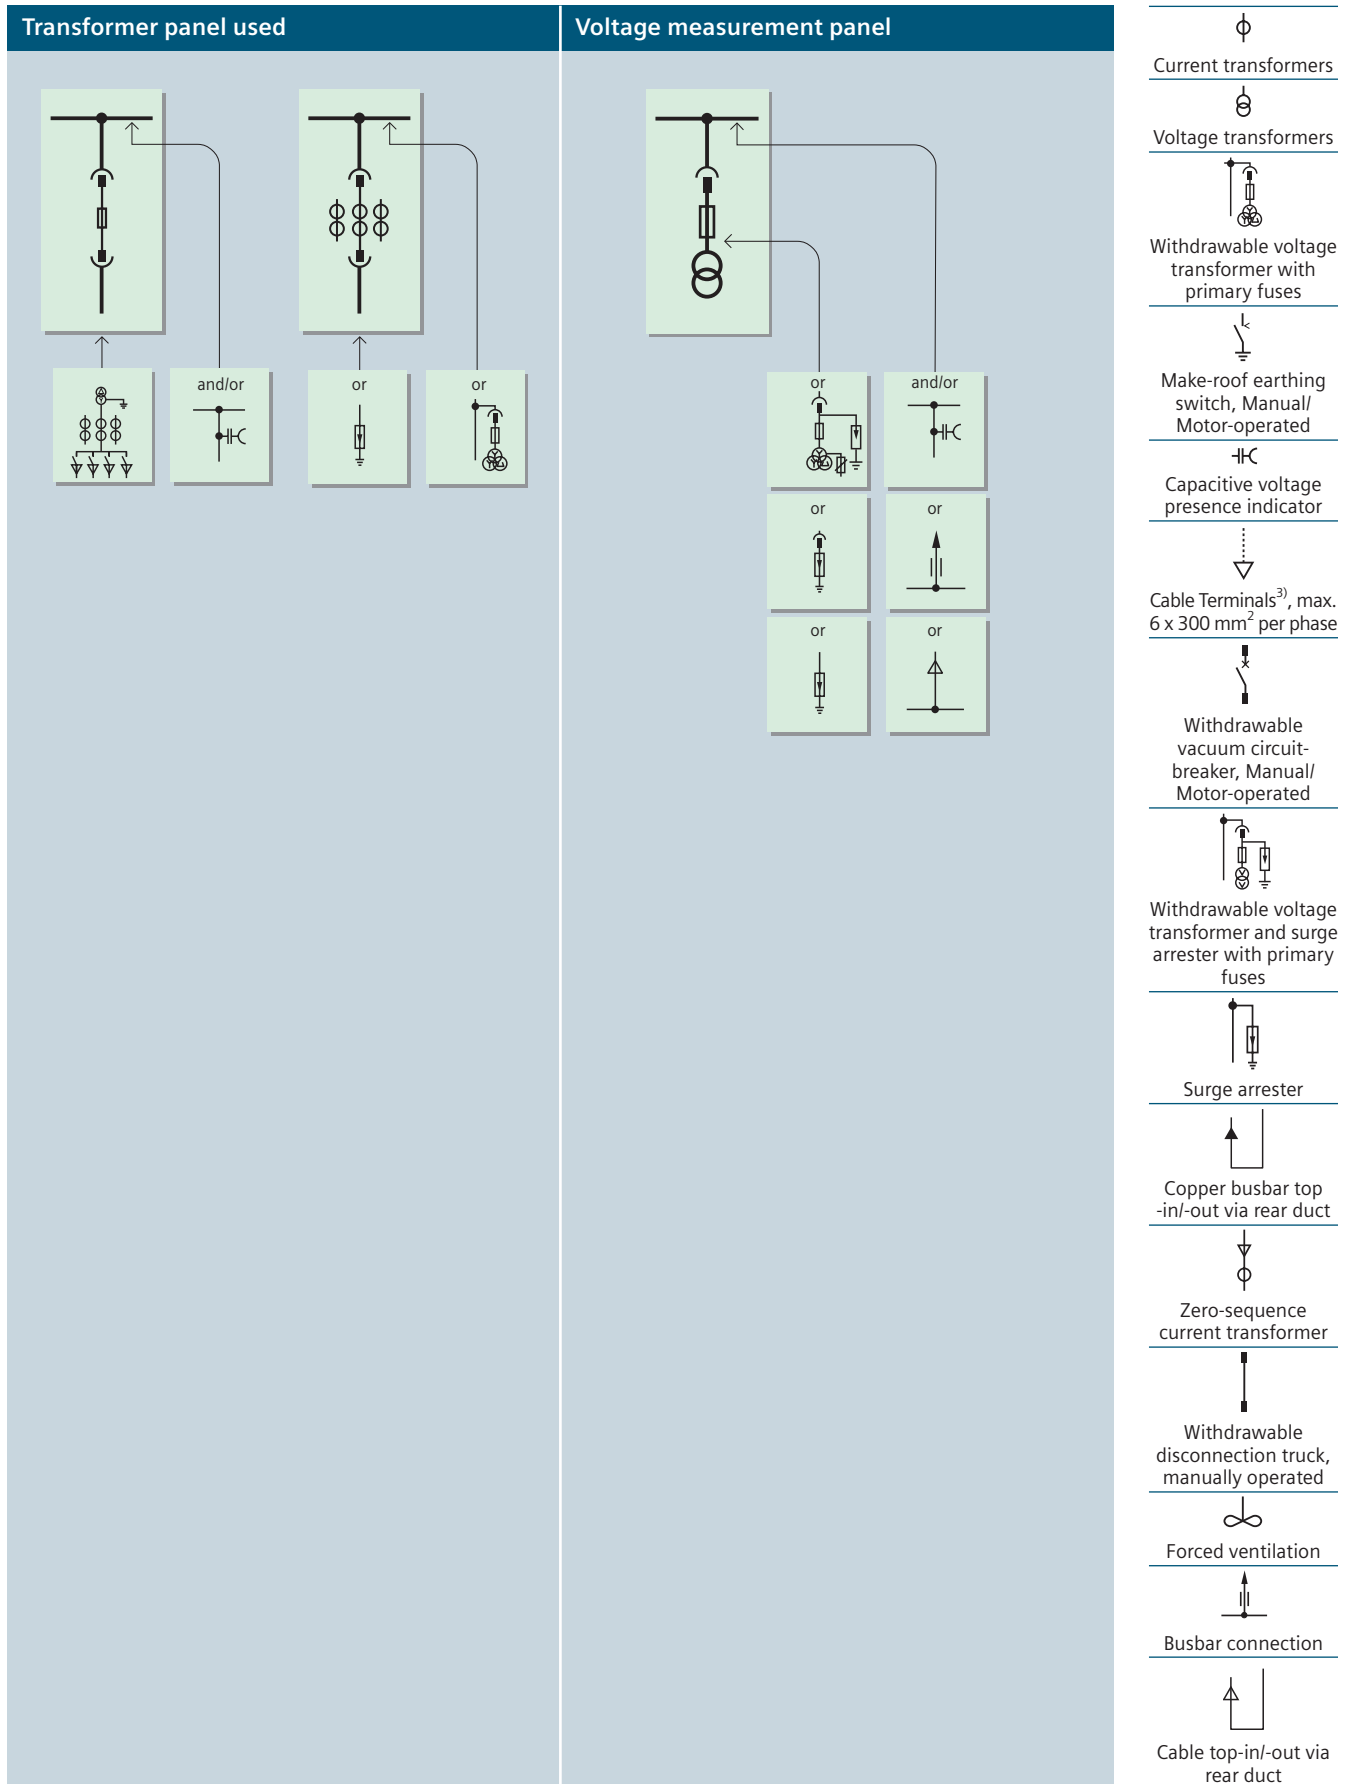 Transformer panel used
Voltage measurement panel
and/or
or
or
or
and/or
or
or
or
or
Current transformers
Voltage transformers
Withdrawable voltage
transformer with
primary fuses
Make-roof earthing
switch, Manual/
Motor-operated
Capacitive voltage
presence indicator
Cable Terminals3), max.
6 x 300 mm2 per phase
Withdrawable
vacuum circuit-
breaker, Manual/
Motor-operated
Withdrawable voltage
transformer and surge
arrester with primary
fuses
Surge arrester
Copper busbar top
-in/-out via rear duct
Zero-sequence
current transformer
Withdrawable
disconnection truck,
manually operated
Forced ventilation
Busbar connection
Cable top-in/-out via
rear duct